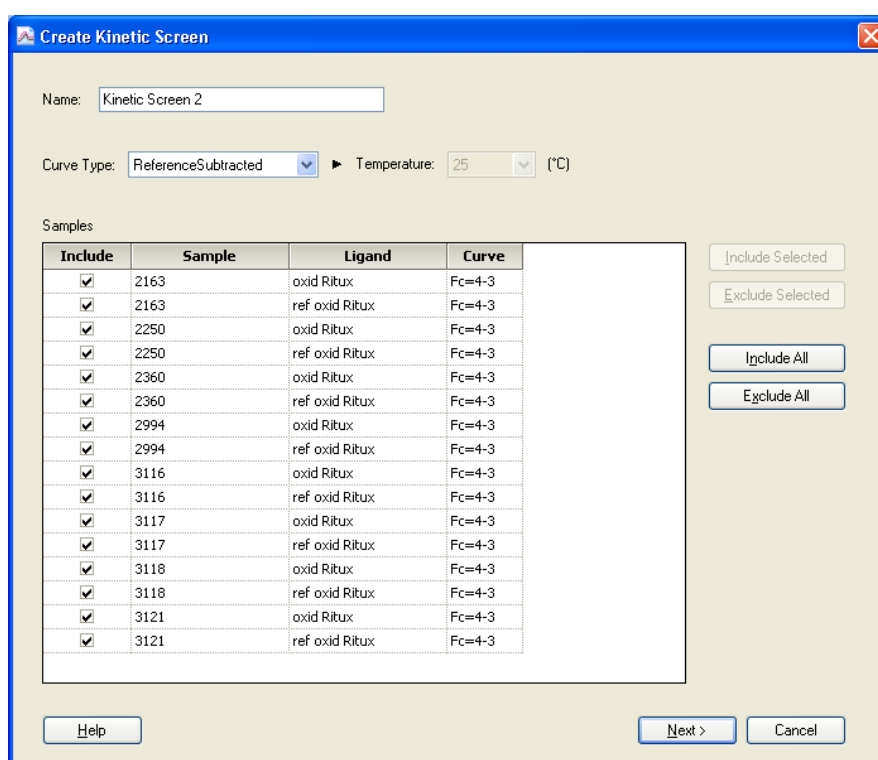 Create Kinetic Screen
Name: Kinetic Screen 2
Curve Type: ReferenceSubtracted Temperature: 25 (°C)
Samples
Include Sample Ligand Curve
2163 oxid Ritux Fc=4-3
2163 ref oxid Ritux Fc=4-3
2250 oxid Ritux Fc=4-3
2250 ref oxid Ritux Fc=4-3
2360 oxid Ritux Fc=4-3
2360 ref oxid Ritux Fc=4-3
2994 oxid Ritux Fc=4-3
2994 ref oxid Ritux Fc=4-3
3116 oxid Ritux Fc=4-3
3116 ref oxid Ritux Fc=4-3
3117 oxid Ritux Fc=4-3
3117 ref oxid Ritux Fc=4-3
3118 oxid Ritux Fc=4-3
3118 ref oxid Ritux Fc=4-3
3121 oxid Ritux Fc=4-3
3121 ref oxid Ritux Fc=4-3
Include Selected
Exclude Selected
Include All
Exclude All
Help Next > Cancel